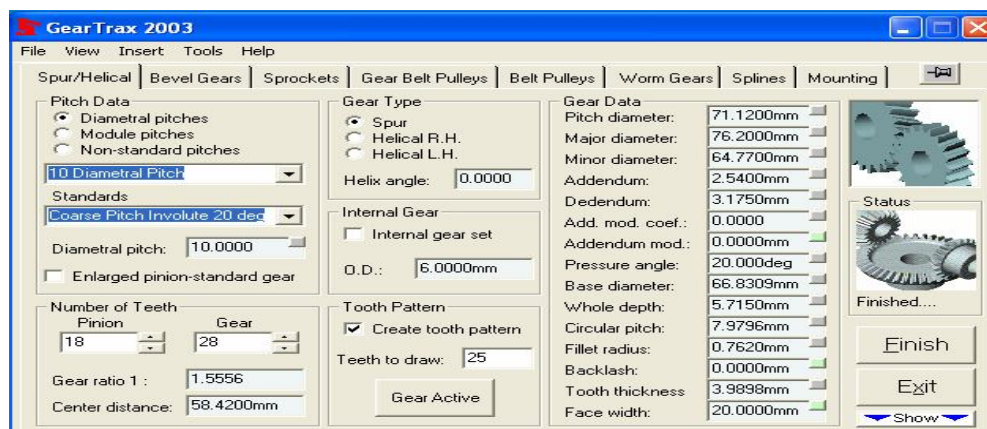 GearTrax 2003
File View Insert Tools Help
Spur/Helical Bevel Gears Sprockets Gear Belt Pulleys Belt Pulleys Worm Gears Splines Mounting
Pitch Data
Diametral pitches
Module pitches
Non-standard pitches
10 Diametral Pitch
Standards
Coarse Pitch Involute 20 deg
Diametral pitch: 10.0000
Enlarged pinion-standard gear
Number of Teeth
Pinion Gear
18 28
Gear ratio 1 : 1.5556
Center distance: 58.4200mm
Gear Type
Spur
Helical R.H.
Helical L.H.
Helix angle: 0.0000
Internal Gear
Internal gear set
O.D.: 6.0000mm
Tooth Pattern
Create tooth pattern
Teeth to draw: 25
Gear Active
Gear Data
Pitch diameter: 71.1200mm
Major diameter: 76.2000mm
Minor diameter: 64.7700mm
Addendum: 2.5400mm
Dedendum: 3.1750mm
Add. mod. coef.: 0.0000
Addendum mod.: 0.0000mm
Pressure angle: 20.000deg
Base diameter: 66.8309mm
Whole depth: 5.7150mm
Circular pitch: 7.9796mm
Fillet radius: 0.7620mm
Backlash: 0.0000mm
Tooth thickness 3.9898mm
Face width: 20.0000mm
Status
Finished....
Finish
Exit
Show